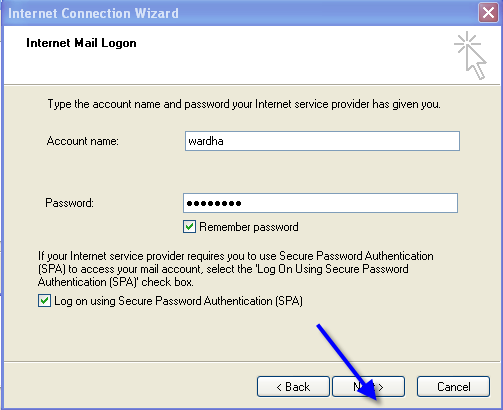 Internet Connection Wizard
Internet Mail Logon
Type the account name and password your Internet service provider has given you.
Account name:
wardha
Password:
••••••••
Remember password
If your Internet service provider requires you to use Secure Password Authentication
(SPA) to access your mail account, select the 'Log On Using Secure Password
Authentication (SPA)' check box.
Log on using Secure Password Authentication (SPA)
< Back
Cancel